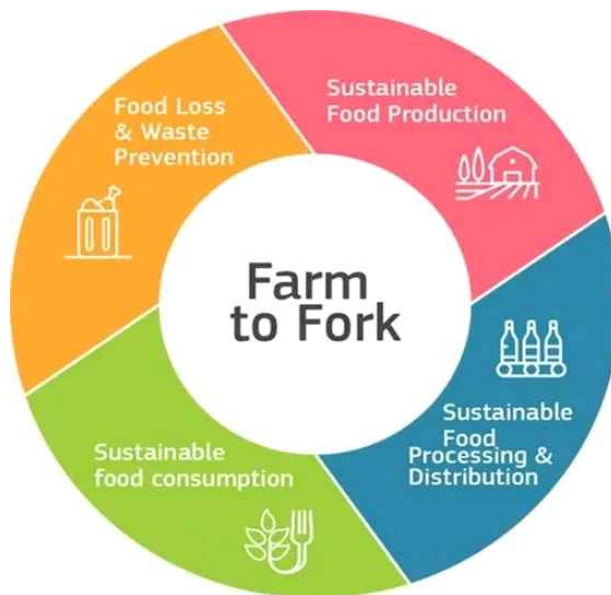 Farm
to Fork
Sustainable
Food Production
Sustainable
Food
Processing &
Distribution
Sustainable
food consumption
Food Loss
& Waste
Prevention